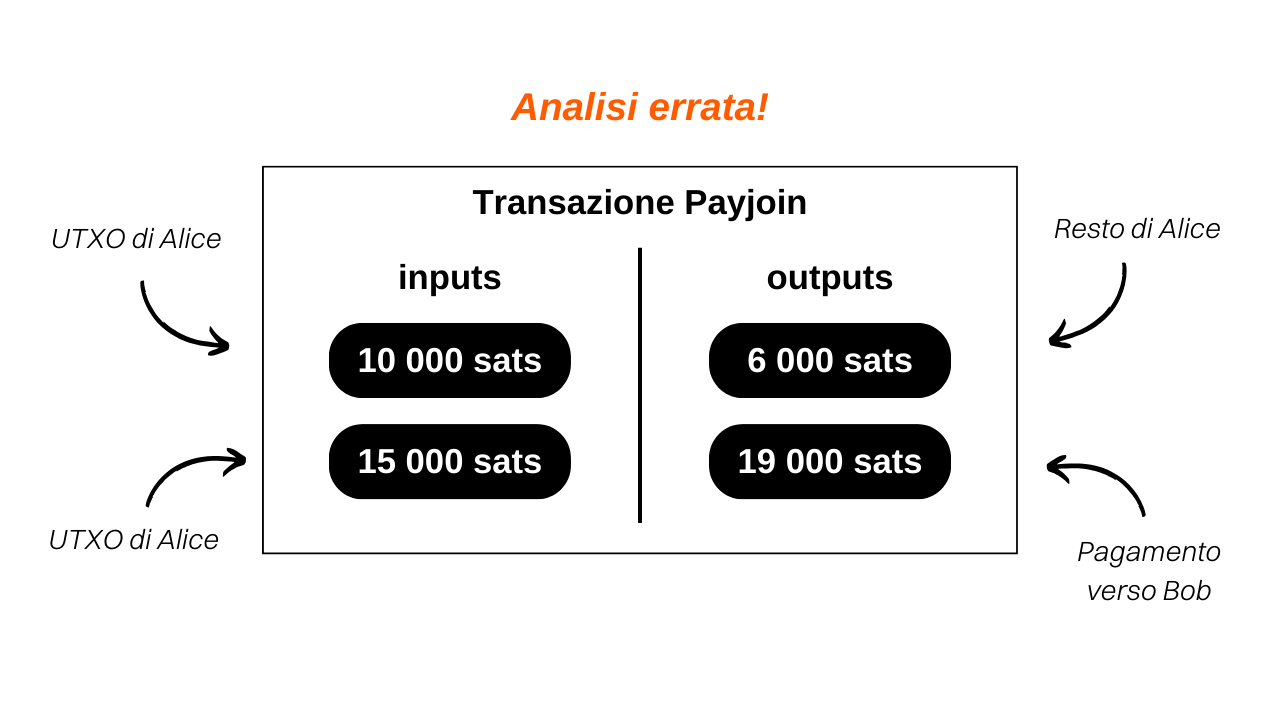 Analisi errata!
Transazione Payjoin
UTXO di Alice
Resto di Alice
inputs
outputs
10 000 sats
6 000 sats
15 000 sats
19 000 sats
UTXO di Alice
Pagamento
verso Bob